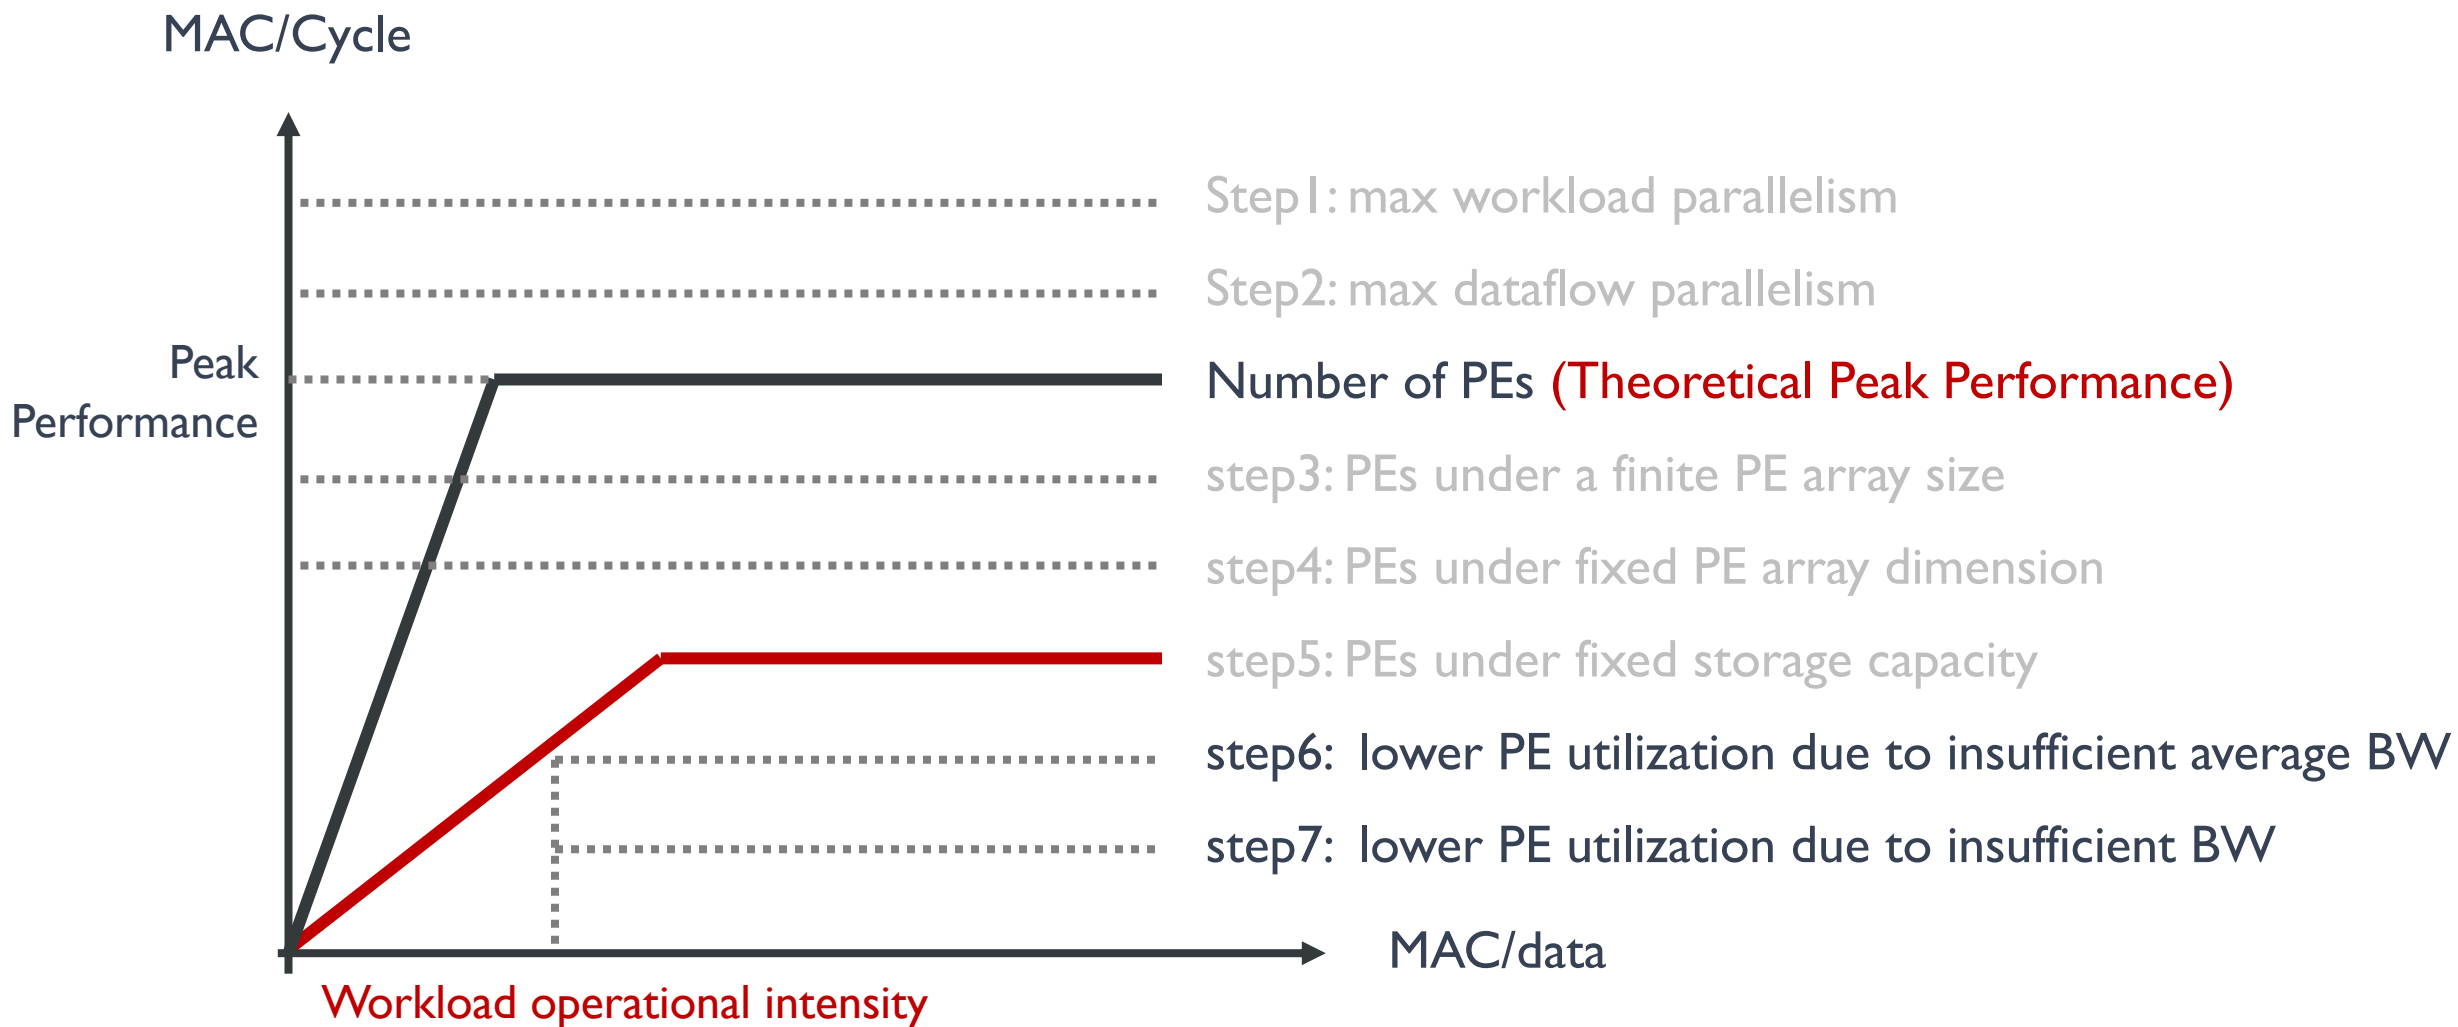 MAC/Cycle
Step1: max workload parallelism
Step2: max dataflow parallelism
Peak
Performance
Number of PEs (Theoretical Peak Performance)
step3: PEs under a finite PE array size
step4: PEs under fixed PE array dimension
step5: PEs under fixed storage capacity
step6: lower PE utilization due to insufficient average BW
step7: lower PE utilization due to insufficient BW
MAC/data
Workload operational intensity